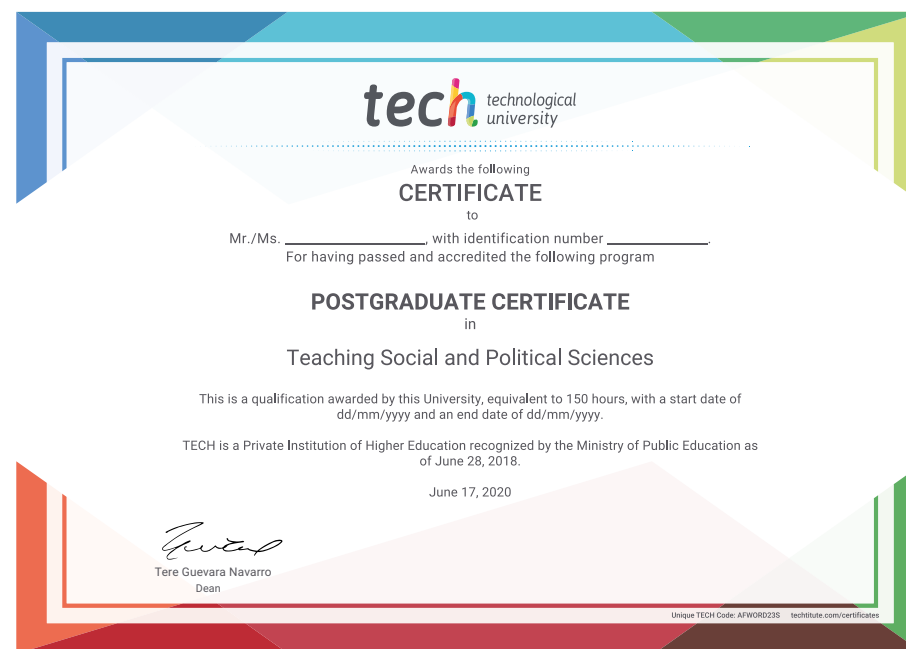 tech technological
university
Awards the following
CERTIFICATE
to
Mr./Ms. ____________________, with identification number ______________.
For having passed and accredited the following program
POSTGRADUATE CERTIFICATE
in
Teaching Social and Political Sciences
This is a qualification awarded by this University, equivalent to 150 hours, with a start date of
dd/mm/yyyy and an end date of dd/mm/yyyy.
TECH is a Private Institution of Higher Education recognized by the Ministry of Public Education as
of June 28, 2018.
June 17, 2020
Tere Guevara Navarro
Dean
Unique TECH Code: AFWORD23S techtitute.com/certificates